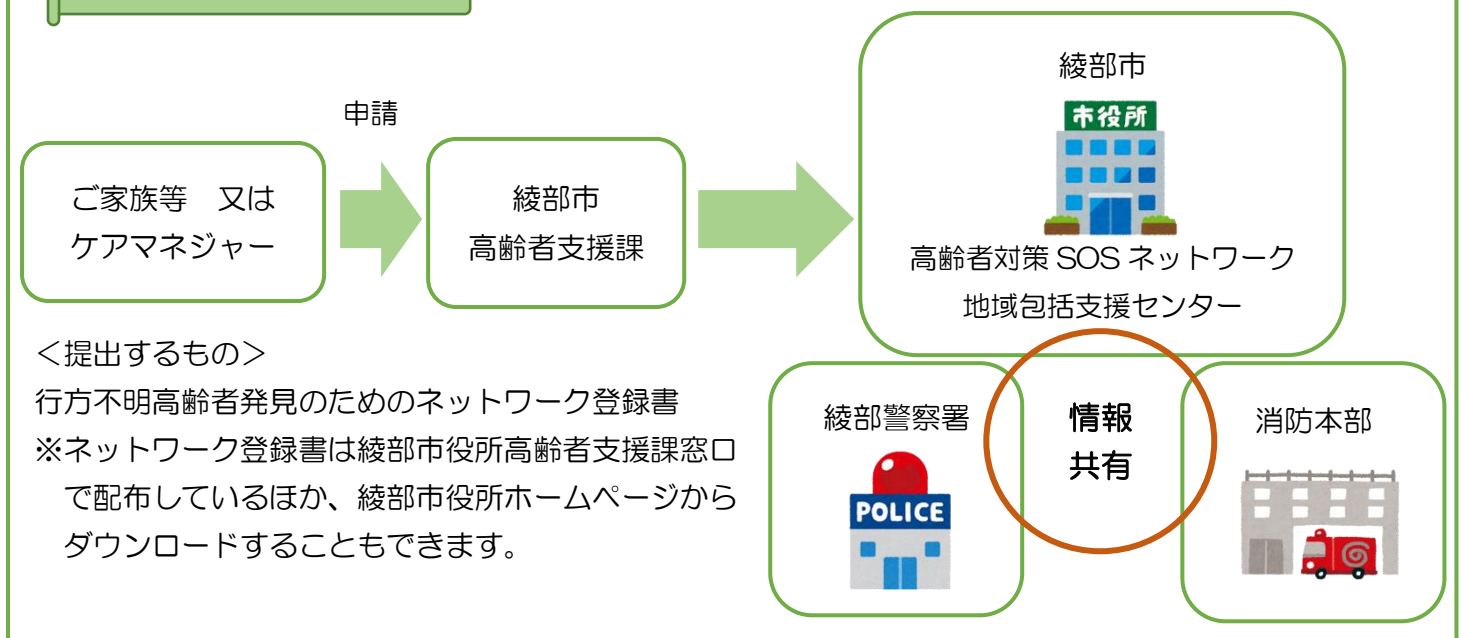 申請
ご家族等　又は
ケアマネジャー
綾部市
高齢者支援課
綾部市
市役所
高齢者対策 SOS ネットワーク
地域包括支援センター
＜提出するもの＞
行方不明高齢者発見のためのネットワーク登録書
※ネットワーク登録書は綾部市役所高齢者支援課窓口
で配布しているほか、綾部市役所ホームページから
ダウンロードすることもできます。
綾部警察署
POLICE
情報
共有
消防本部